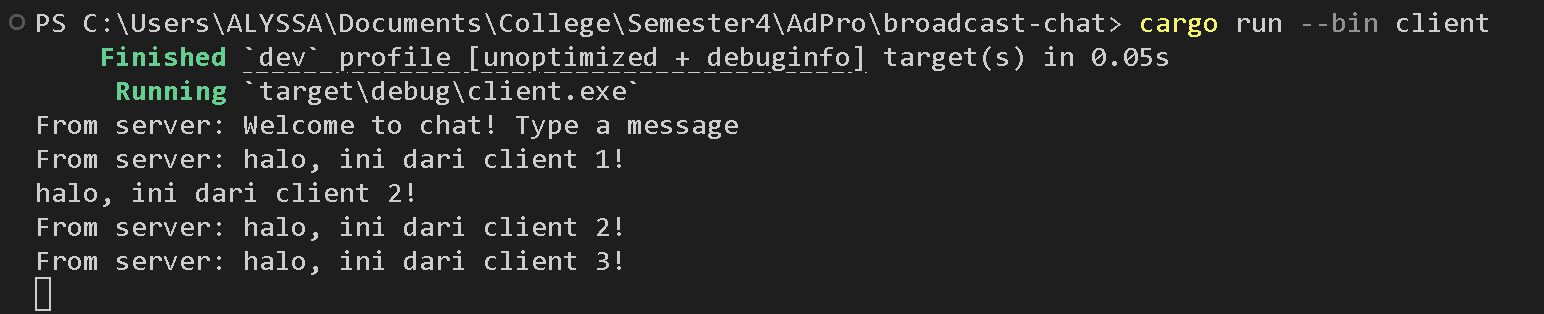 PS C:\Users\ALYSSA\Documents\College\Semester4\AdPro\broadcast-chat> cargo run --bin client
Finished `dev` profile [unoptimized + debuginfo] target(s) in 0.05s
Running `target\debug\client.exe`
From server: Welcome to chat! Type a message
From server: halo, ini dari client 1!
halo, ini dari client 2!
From server: halo, ini dari client 2!
From server: halo, ini dari client 3!